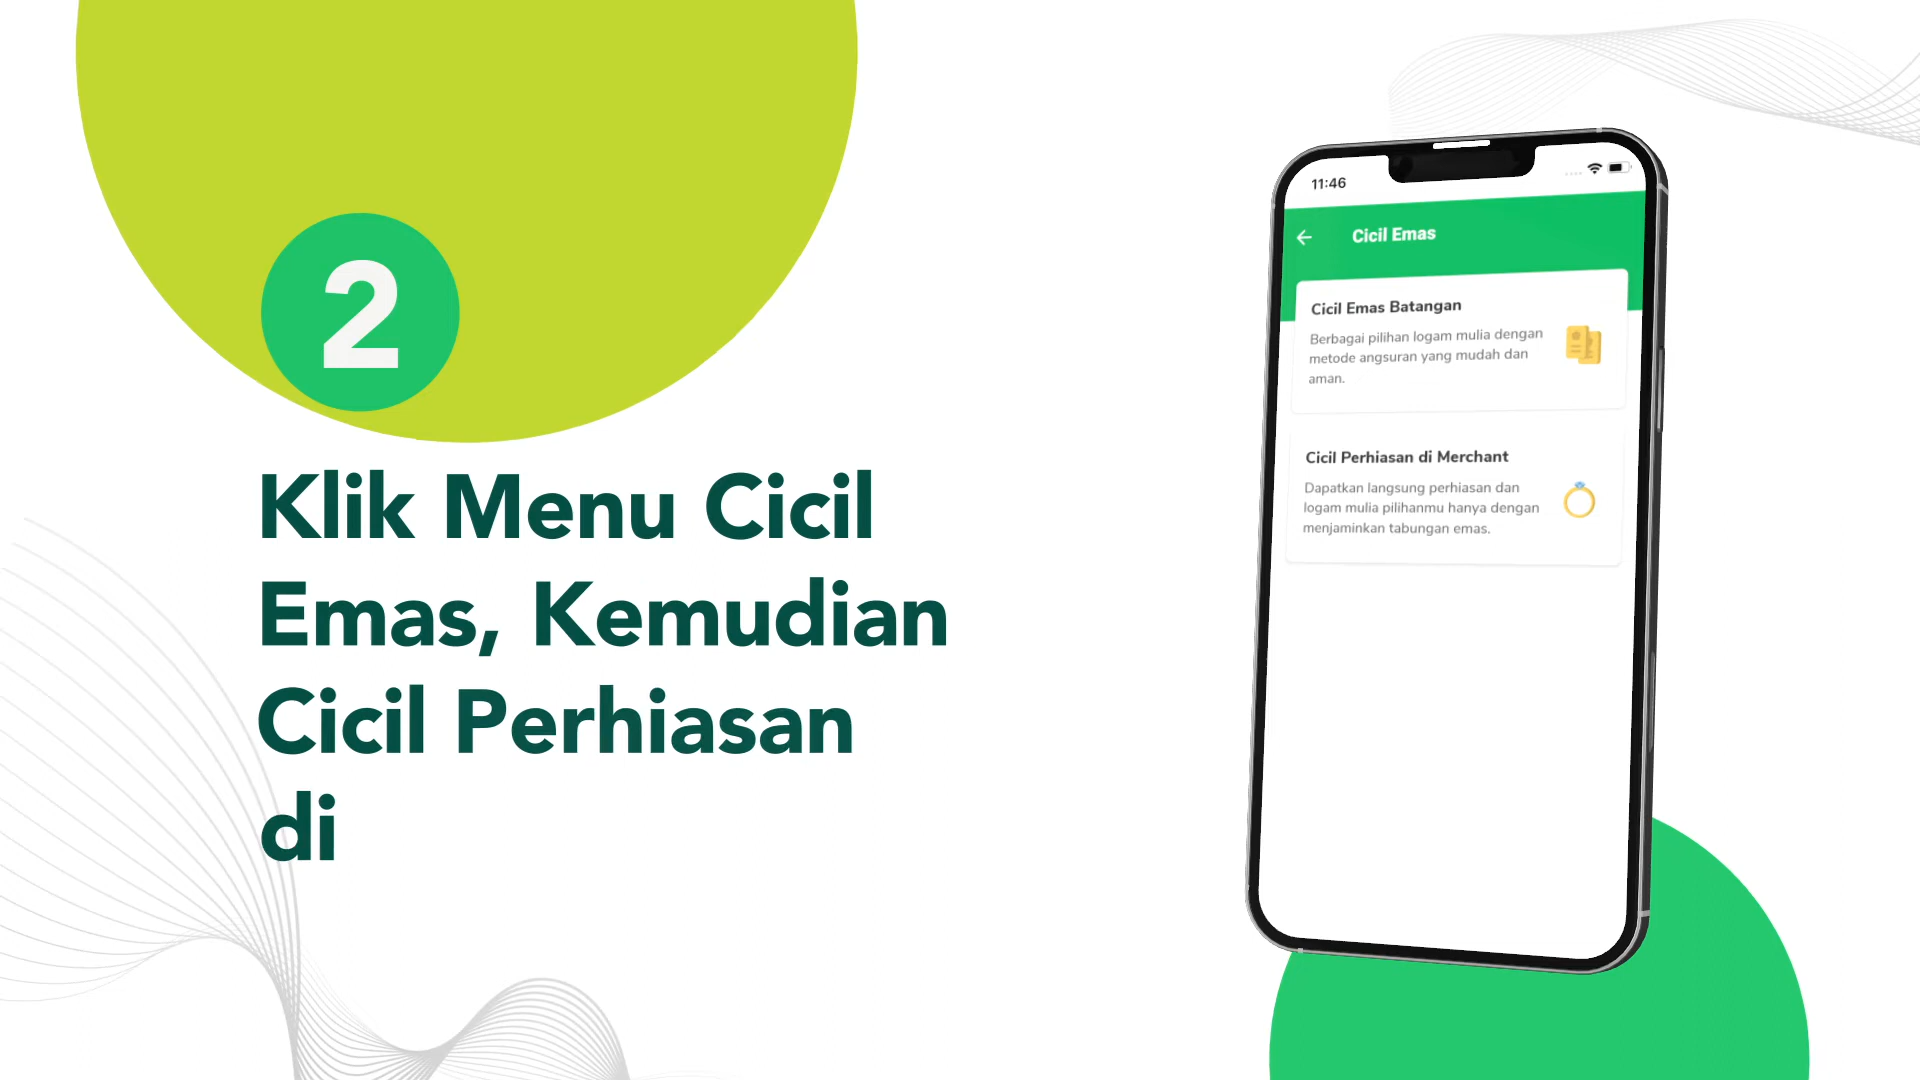 2
Klik Menu Cicil
Emas, Kemudian
Cicil Perhiasan
di
11:46
Cicil Emas
Cicil Emas Batangan
Berbagai pilihan logam mulia dengan
metode angsuran yang mudah dan
aman.
Cicil Perhiasan di Merchant
Dapatkan langsung perhiasan dan
logam mulia pilihanmu hanya dengan
menjaminkan tabungan emas.